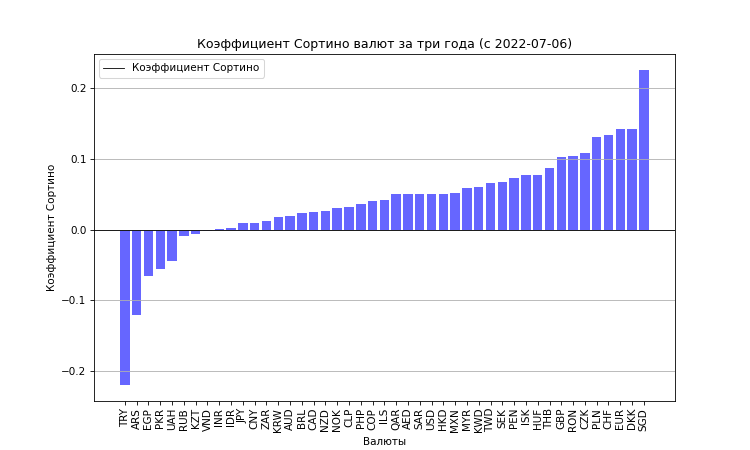 Коэффициент Сортино валют за три года (с 2022-07-06)
Коэффициент Сортино
0.2
0.1
0.0
−0.1
−0.2
Коэффициент Сортино
TRY
ARS
EGP
PKR
UAH
RUB
KZT
VND
INR
IDR
JPY
CNY
ZAR
KRW
AUD
BRL
CAD
NZD
NOK
CLP
PHP
COP
ILS
QAR
AED
SAR
USD
HKD
MXN
MYR
KWD
TWD
SEK
PEN
ISK
HUF
THB
GBP
RON
CZK
PLN
CHF
EUR
DKK
SGD
Валюты